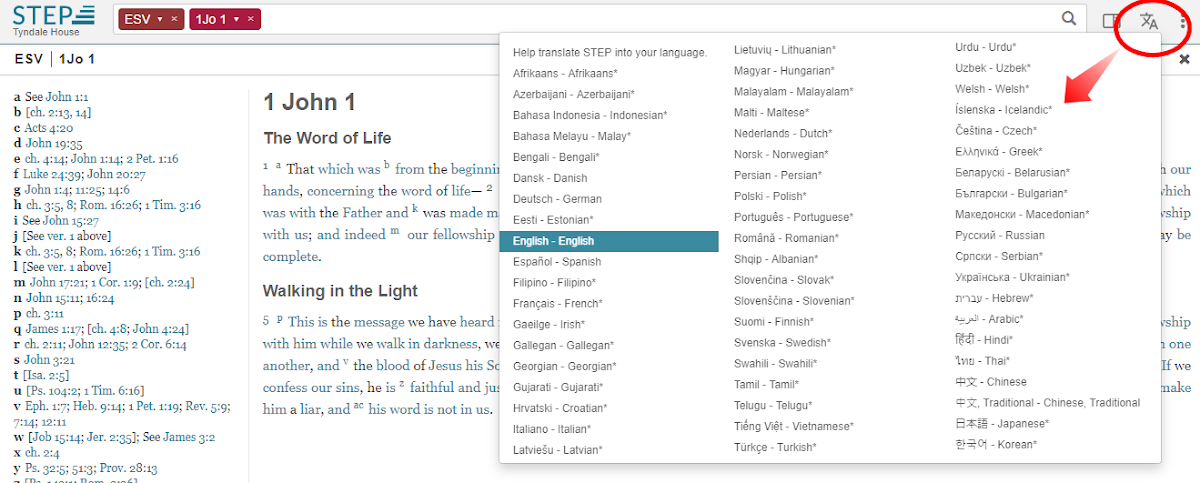 STEP
Tyndale House
ESV
1Jo 1
ESV | 1Jo 1
a See John 1:1
b [ch. 2:13, 14]
c Acts 4:20
d John 19:35
e ch. 4:14; John 1:14; 2 Pet. 1:16
f Luke 24:39; John 20:27
g John 1:4; 11:25; 14:6
h ch. 3:5, 8; Rom. 16:26; 1 Tim. 3:16
i See John 15:27
j [See ver. 1 above]
k ch. 3:5, 8; Rom. 16:26; 1 Tim. 3:16
l [See ver. 1 above]
m John 17:21; 1 Cor. 1:9; [ch. 2:24]
n John 15:11; 16:24
p ch. 3:11
q James 1:17; [ch. 4:8; John 4:24]
r ch. 2:11; John 12:35; 2 Cor. 6:14
s John 3:21
t [Isa. 2:5]
u [Ps. 104:2; 1 Tim. 6:16]
v Eph. 1:7; Heb. 9:14; 1 Pet. 1:19; Rev. 5:9;
7:14; 12:11
w [Job 15:14; Jer. 2:35]; See James 3:2
x ch. 2:4
y Ps. 32:5; 51:3; Prov. 28:13
1 John 1
The Word of Life
1 a That which was b from the beginnin
hands, concerning the word of life— 2
was with the Father and k was made m
with us; and indeed m our fellowship
complete.
Walking in the Light
5 p This is the message we have heard
with him while we walk in darkness, we
another, and v the blood of Jesus his So
confess our sins, he is z faithful and jus
him a liar, and ac his word is not in us.
Help translate STEP into your language.
Afrikaans - Afrikaans*
Azerbaijani - Azerbaijani*
Bahasa Indonesia - Indonesian*
Bahasa Melayu - Malay*
Bengali - Bengali*
Dansk - Danish
Deutsch - German
Eesti - Estonian*
English - English
Español - Spanish
Filipino - Filipino*
Français - French*
Gaeilge - Irish*
Gallegan - Gallegan*
Georgian - Georgian*
Gujarati - Gujarati*
Hrvatski - Croatian*
Italiano - Italian*
Latviešu - Latvian*
Lietuvių - Lithuanian*
Magyar - Hungarian*
Malayalam - Malayalam*
Malti - Maltese*
Nederlands - Dutch*
Norsk - Norwegian*
Persian - Persian*
Polski - Polish*
Português - Portuguese*
Română - Romanian*
Shqip - Albanian*
Slovenčina - Slovak*
Slovenščina - Slovenian*
Suomi - Finnish*
Svenska - Swedish*
Swahili - Swahili*
Tamil - Tamil*
Telugu - Telugu*
Tiếng Việt - Vietnamese*
Türkçe - Turkish*
Urdu - Urdu*
Uzbek - Uzbek*
Welsh - Welsh*
Íslenska - Icelandic*
Čeština - Czech*
Ελληνικά - Greek*
Беларускі - Belarusian*
Български - Bulgarian*
Македонски - Macedonian*
Русский - Russian
Српски - Serbian*
Українська - Ukrainian*
עברית - Hebrew*
العربية - Arabic*
हिंदी - Hindi*
ไทย - Thai*
中文 - Chinese
中文, Traditional - Chinese, Traditional
日本語 - Japanese*
한국어 - Korean*
h our
which
wship
ay be
wship
n one
If we
make